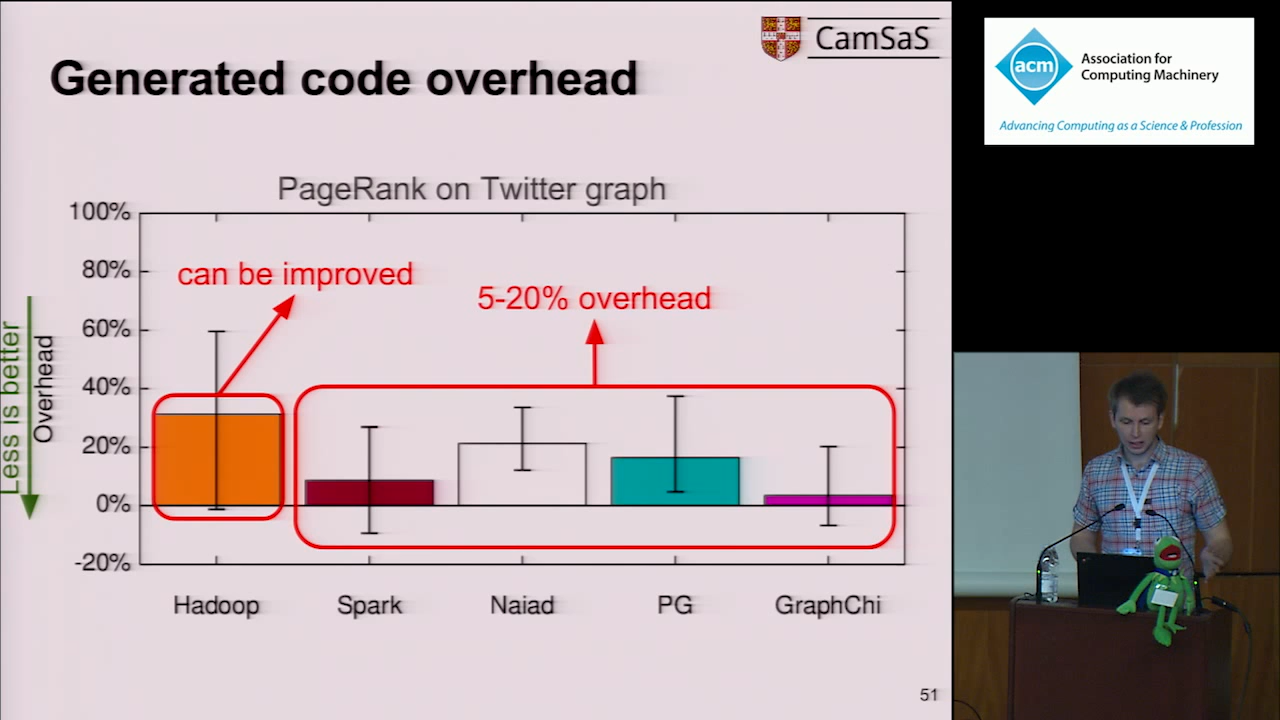 CamSaS
Generated code overhead
PageRank on Twitter graph
100%
80%
60%
40%
20%
0%
-20%
Less is better
Overhead
can be improved
5-20% overhead
Hadoop
Spark
Naiad
PG
GraphChi
51
acm
Association for
Computing Machinery
Advancing Computing as a Science & Profession